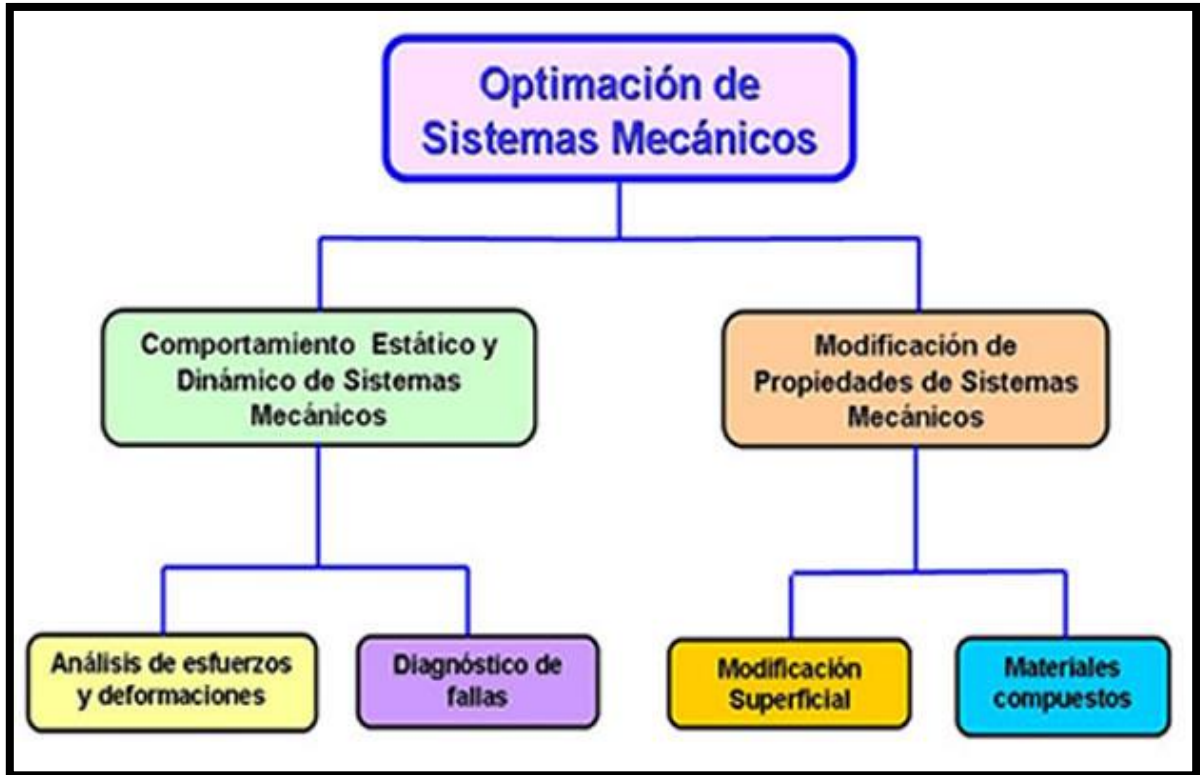 Optimación de
Sistemas Mecánicos
Comportamiento Estático y
Dinámico de Sistemas
Mecánicos
Modificación de
Propiedades de Sistemas
Mecánicos
Análisis de esfuerzos
y deformaciones
Diagnóstico de
fallas
Modificación
Superficial
Materiales
compuestos